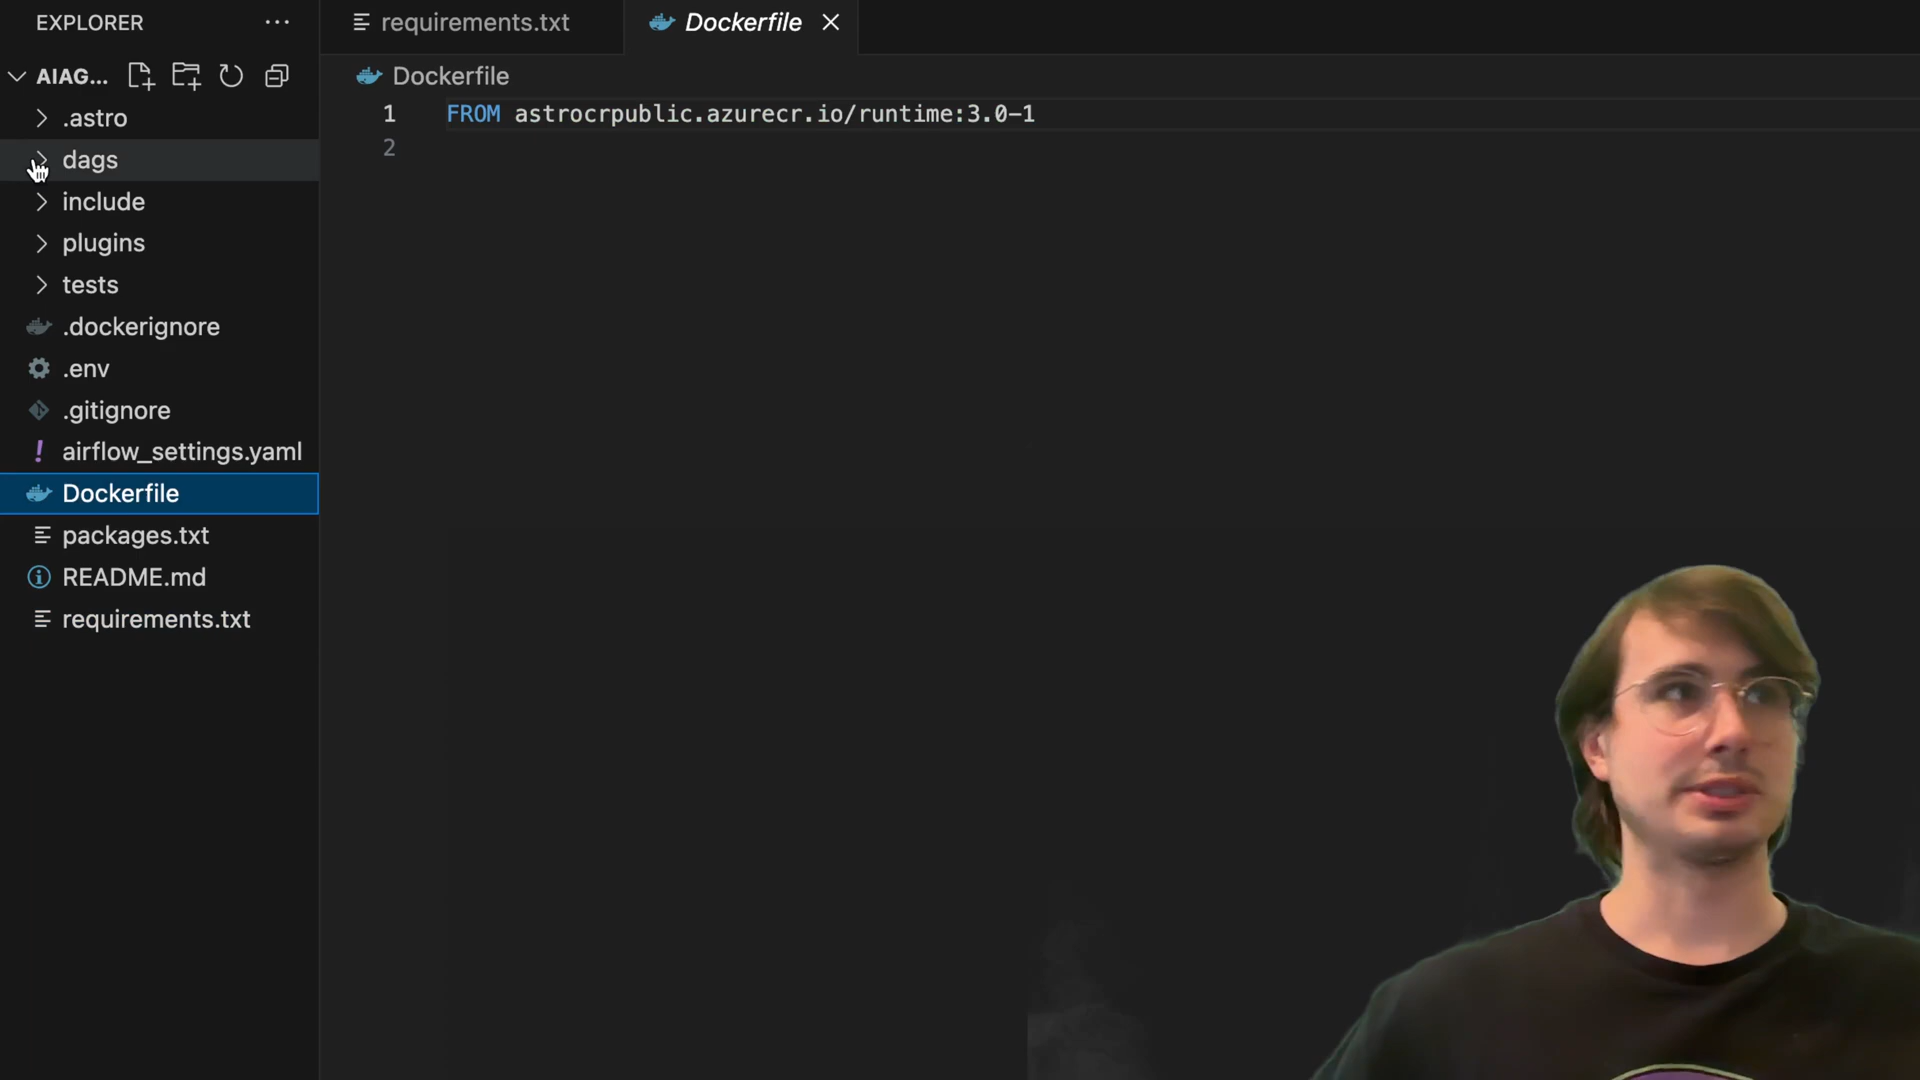 EXPLORER
requirements.txt
Dockerfile
AIAG...
Dockerfile
1 FROM astrocrpublic.azurecr.io/runtime:3.0-1
2
.astro
dags
include
plugins
tests
.dockerignore
.env
.gitignore
! airflow_settings.yaml
Dockerfile
packages.txt
README.md
requirements.txt